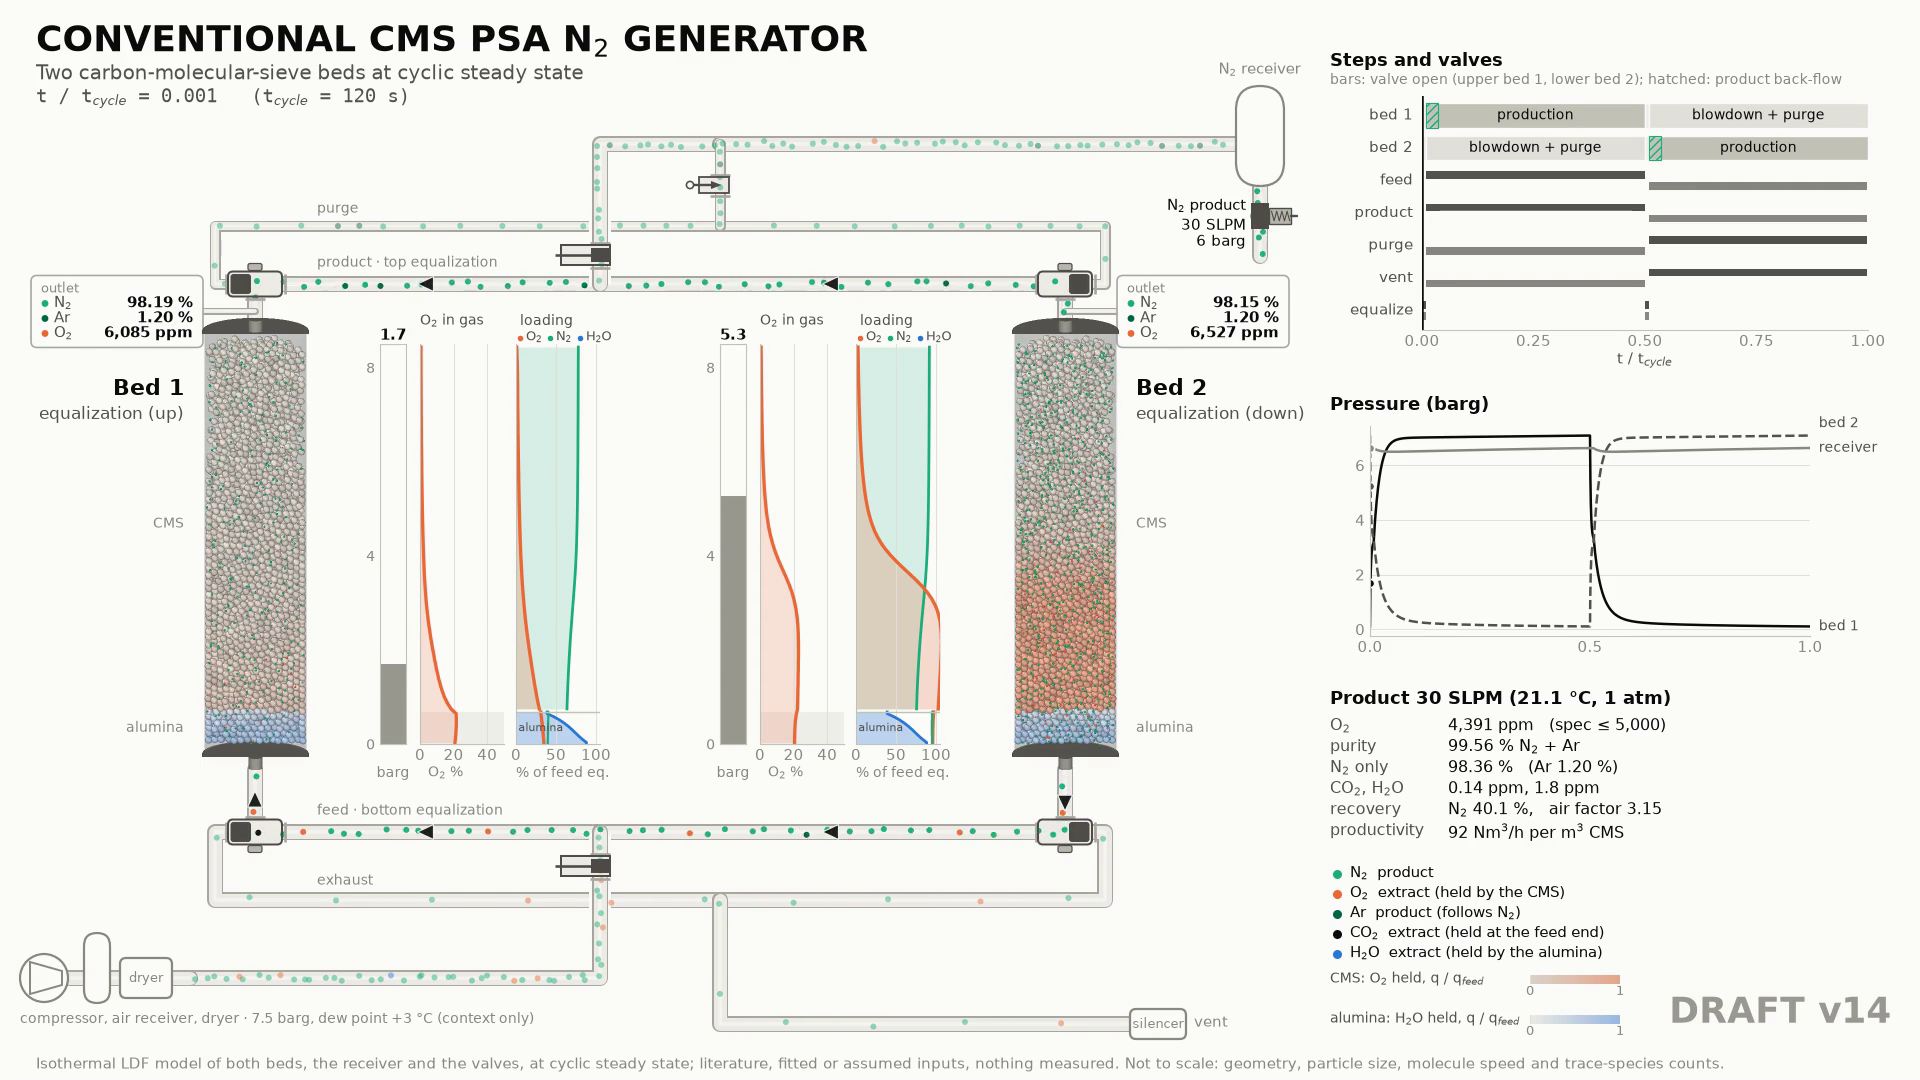 CONVENTIONAL CMS PSA N2 GENERATOR
Two carbon-molecular-sieve beds at cyclic steady state
t / tcycle = 0.001 (tcycle = 120 s)
N2 receiver
purge
product · top equalization
N2 product
30 SLPM
6 barg
outlet
N2 98.19 %
Ar 1.20 %
O2 6,085 ppm
outlet
N2 98.15 %
Ar 1.20 %
O2 6,527 ppm
Bed 1
equalization (up)
CMS
alumina
1.7
O2 in gas
loading
O2 N2 H2O
8
4
0
alumina
0 20 40
0 50 100
barg O2 % % of feed eq.
5.3
O2 in gas
loading
O2 N2 H2O
8
4
0
alumina
0 20 40
0 50 100
barg O2 % % of feed eq.
Bed 2
equalization (down)
CMS
alumina
feed · bottom equalization
exhaust
dryer
compressor, air receiver, dryer · 7.5 barg, dew point +3 °C (context only)
silencer
vent
Steps and valves
bars: valve open (upper bed 1, lower bed 2); hatched: product back-flow
bed 1 production blowdown + purge
bed 2 blowdown + purge production
feed
product
purge
vent
equalize
0.00 0.25 0.50 0.75 1.00
t / tcycle
Pressure (barg)
bed 2
receiver
bed 1
6
4
2
0
0.0 0.5 1.0
Product 30 SLPM (21.1 °C, 1 atm)
O2 4,391 ppm (spec ≤ 5,000)
purity 99.56 % N2 + Ar
N2 only 98.36 % (Ar 1.20 %)
CO2, H2O 0.14 ppm, 1.8 ppm
recovery N2 40.1 %, air factor 3.15
productivity 92 Nm3/h per m3 CMS
N2 product
O2 extract (held by the CMS)
Ar product (follows N2)
CO2 extract (held at the feed end)
H2O extract (held by the alumina)
CMS: O2 held, q / qfeed
0 1
alumina: H2O held, q / qfeed
0 1
DRAFT v14
Isothermal LDF model of both beds, the receiver and the valves, at cyclic steady state; literature, fitted or assumed inputs, nothing measured. Not to scale: geometry, particle size, molecule speed and trace-species counts.